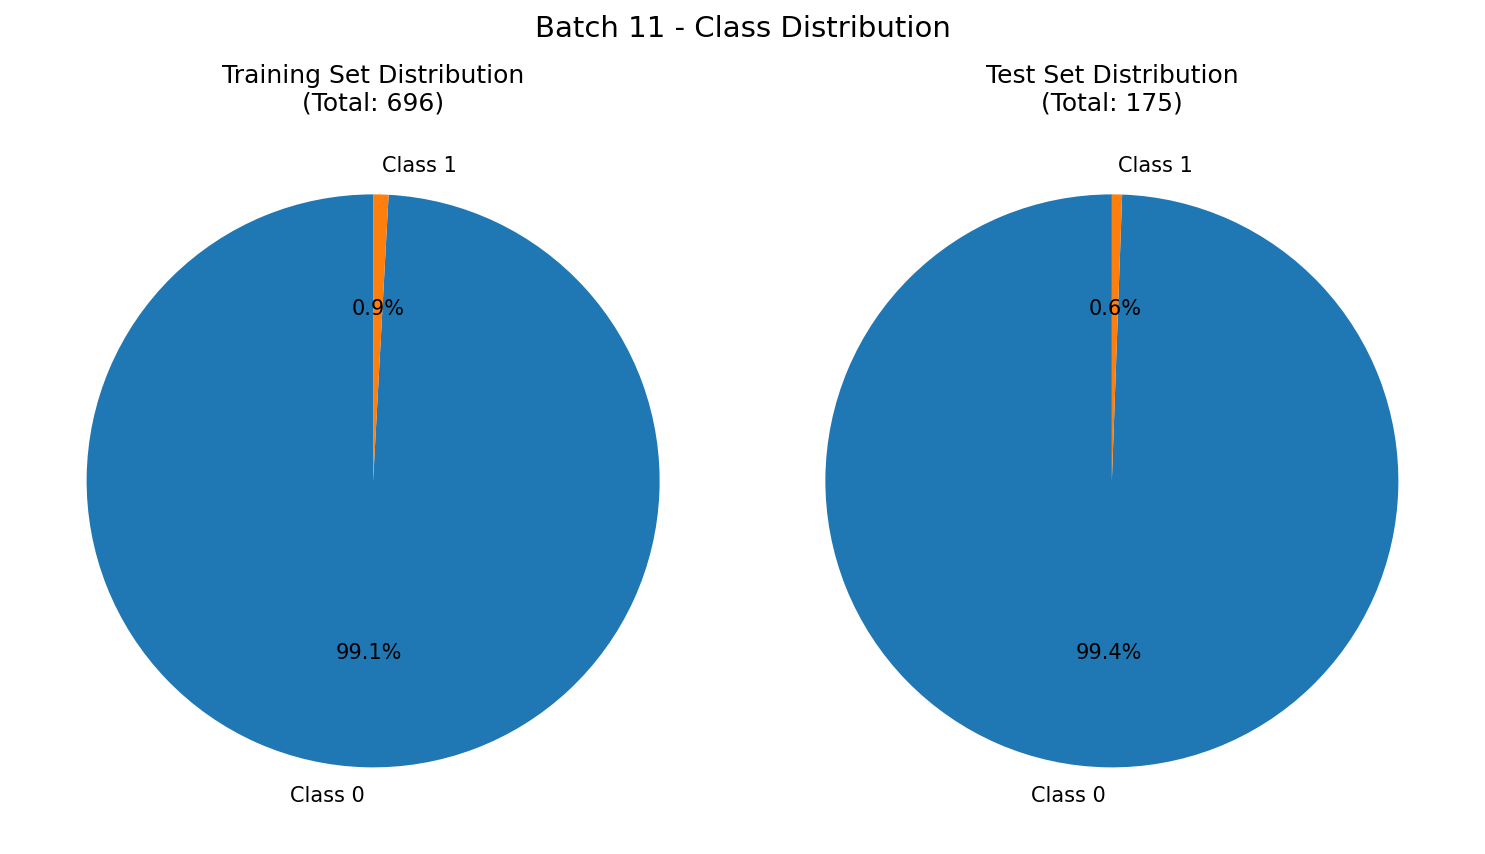 Batch 11 - Class Distribution
Training Set Distribution
(Total: 696)
Class 1
0.9%
99.1%
Class 0
Test Set Distribution
(Total: 175)
Class 1
0.6%
99.4%
Class 0